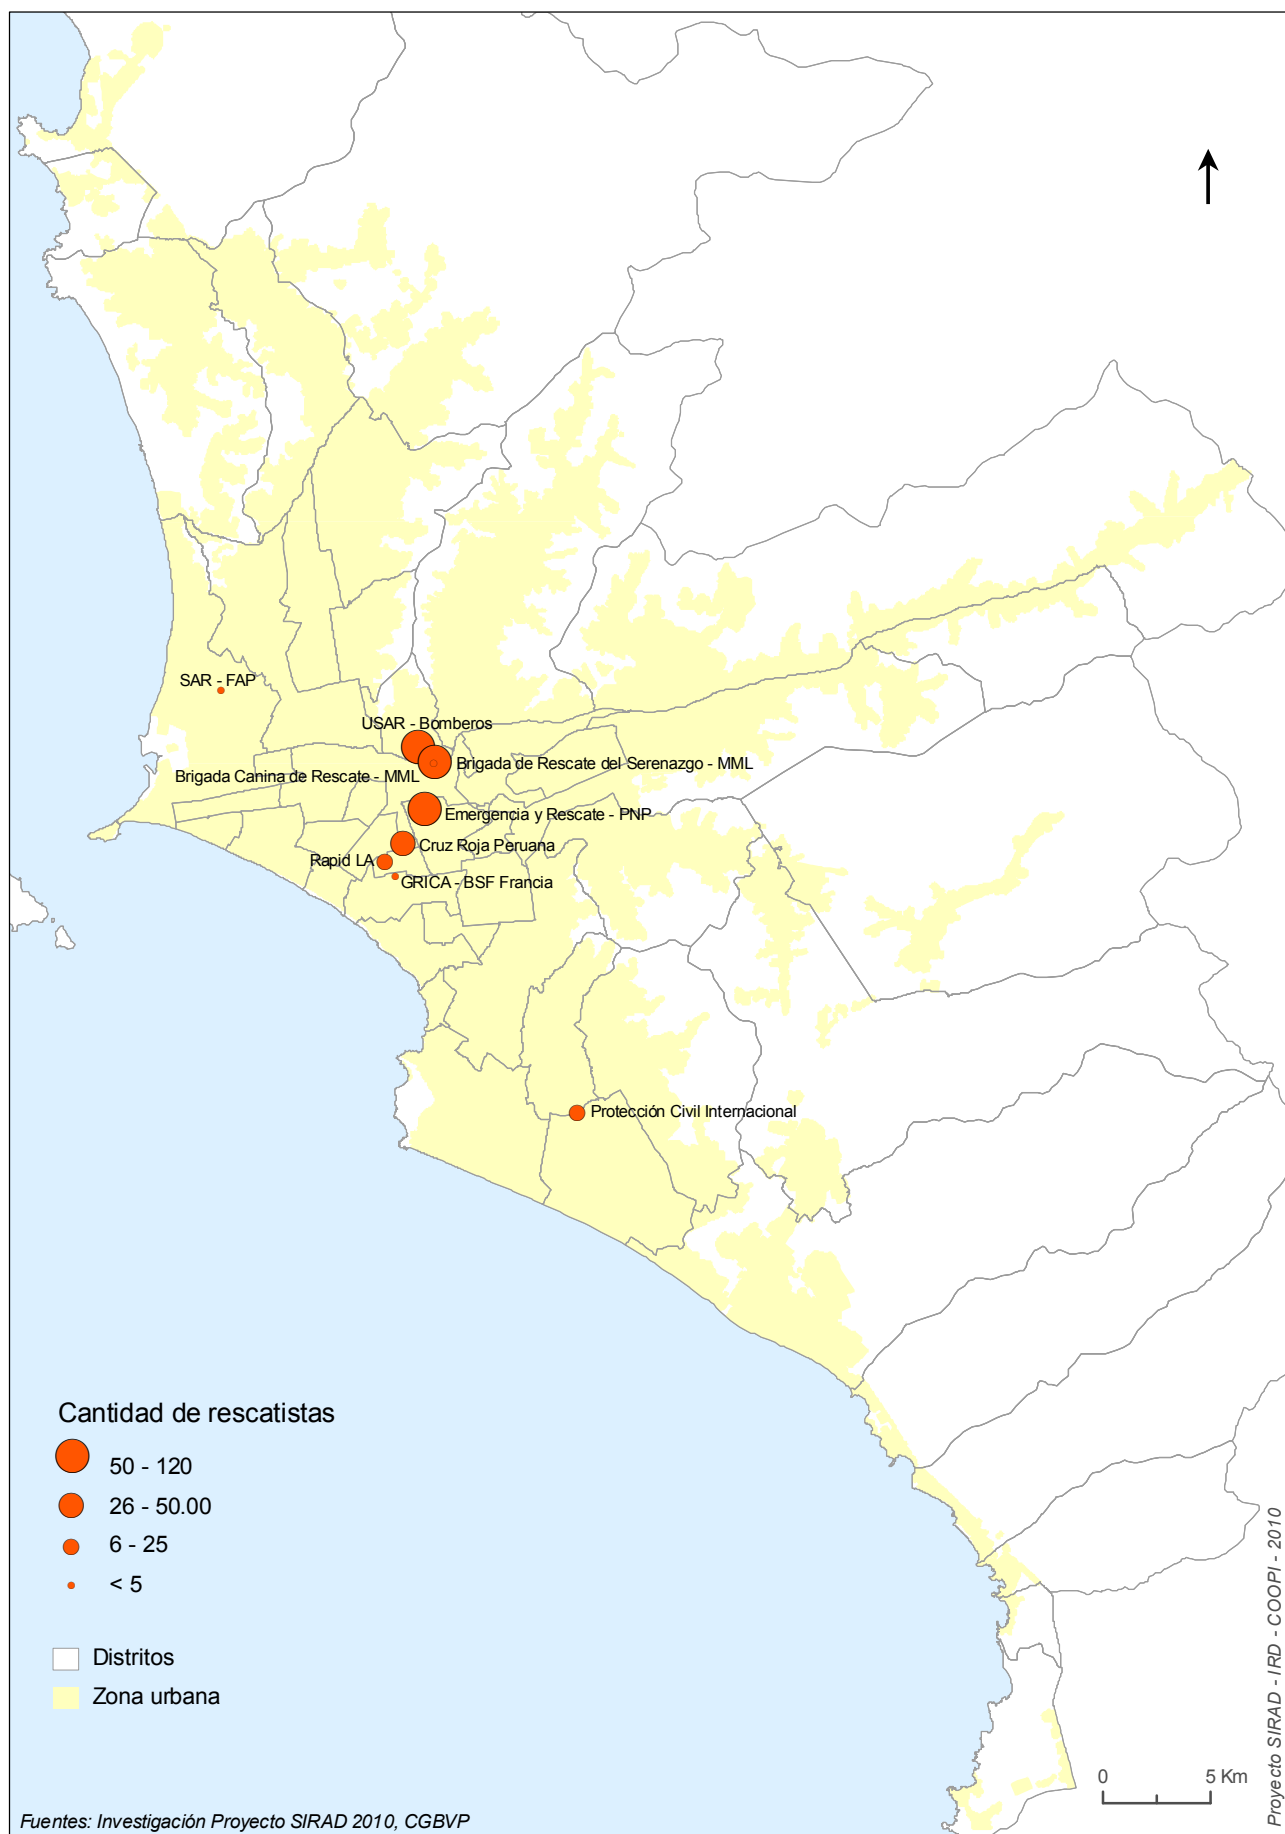 SAR - FAP
USAR - Bomberos
Brigada de Rescate del Serenazgo - MML
Brigada Canina de Rescate - MML
Emergencia y Rescate - PNP
Cruz Roja Peruana
Rapid LA
GRICA - BSF Francia
Protección Civil Internacional
Cantidad de rescatistas
50 - 120
26 - 50.00
6 - 25
< 5
Distritos
Zona urbana
0 5 Km
Fuentes: Investigación Proyecto SIRAD 2010, CGBVP
Proyecto SIRAD - IRD - COOPI - 2010